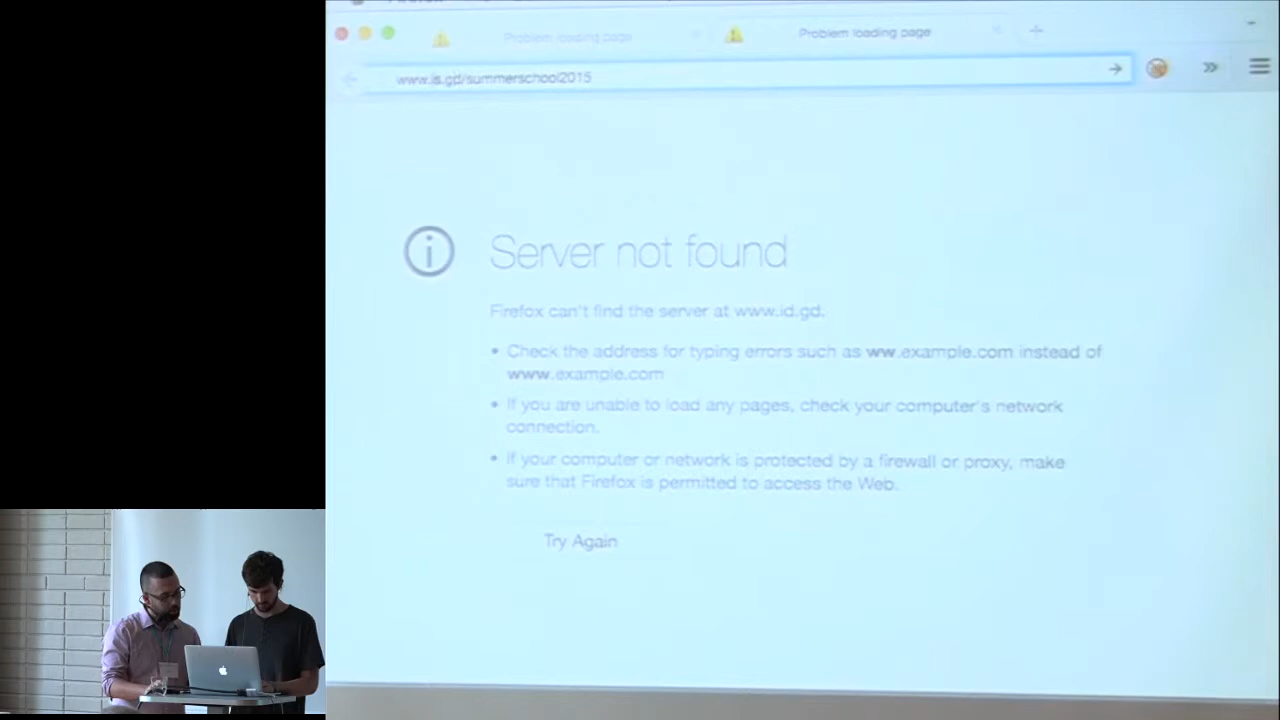 Problem loading page
Problem loading page
www.is.gd/summerschool2015
Server not found
Firefox can't find the server at www.id.gd.
• Check the address for typing errors such as ww.example.com instead of
www.example.com
• If you are unable to load any pages, check your computer's network
connection.
• If your computer or network is protected by a firewall or proxy, make
sure that Firefox is permitted to access the Web.
Try Again